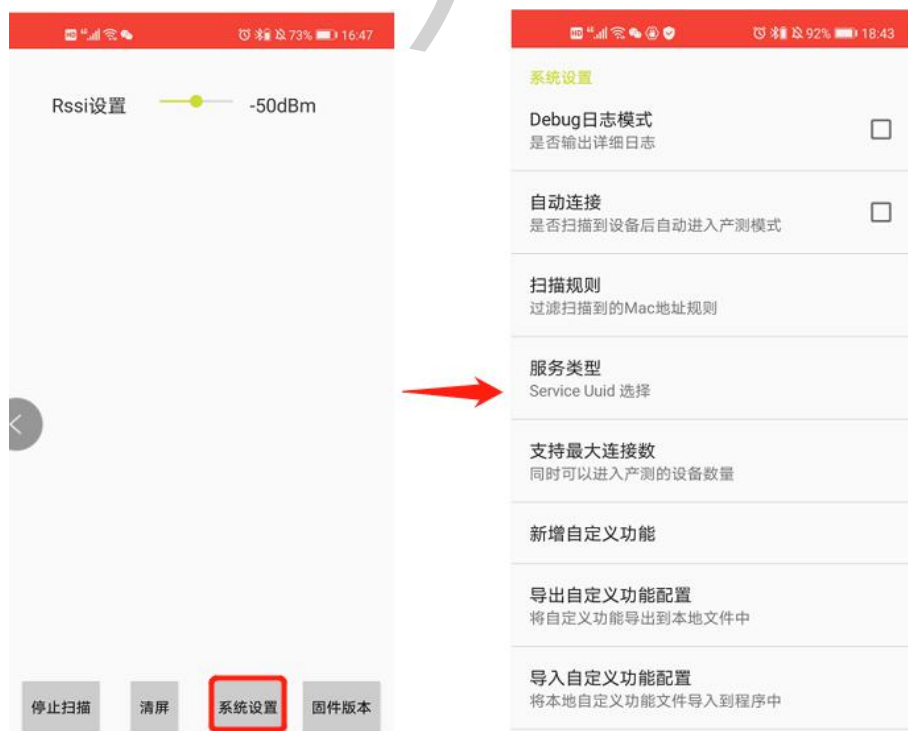 HD 73% 16:47
Rssi设置 -50dBm
停止扫描 清屏 系统设置 固件版本
HD 92% 18:43
系统设置
Debug日志模式
是否输出详细日志
自动连接
是否扫描到设备后自动进入产测模式
扫描规则
过滤扫描到的Mac地址规则
服务类型
Service Uuid 选择
支持最大连接数
同时可以进入产测的设备数量
新增自定义功能
导出自定义功能配置
将自定义功能导出到本地文件中
导入自定义功能配置
将本地自定义功能文件导入到程序中